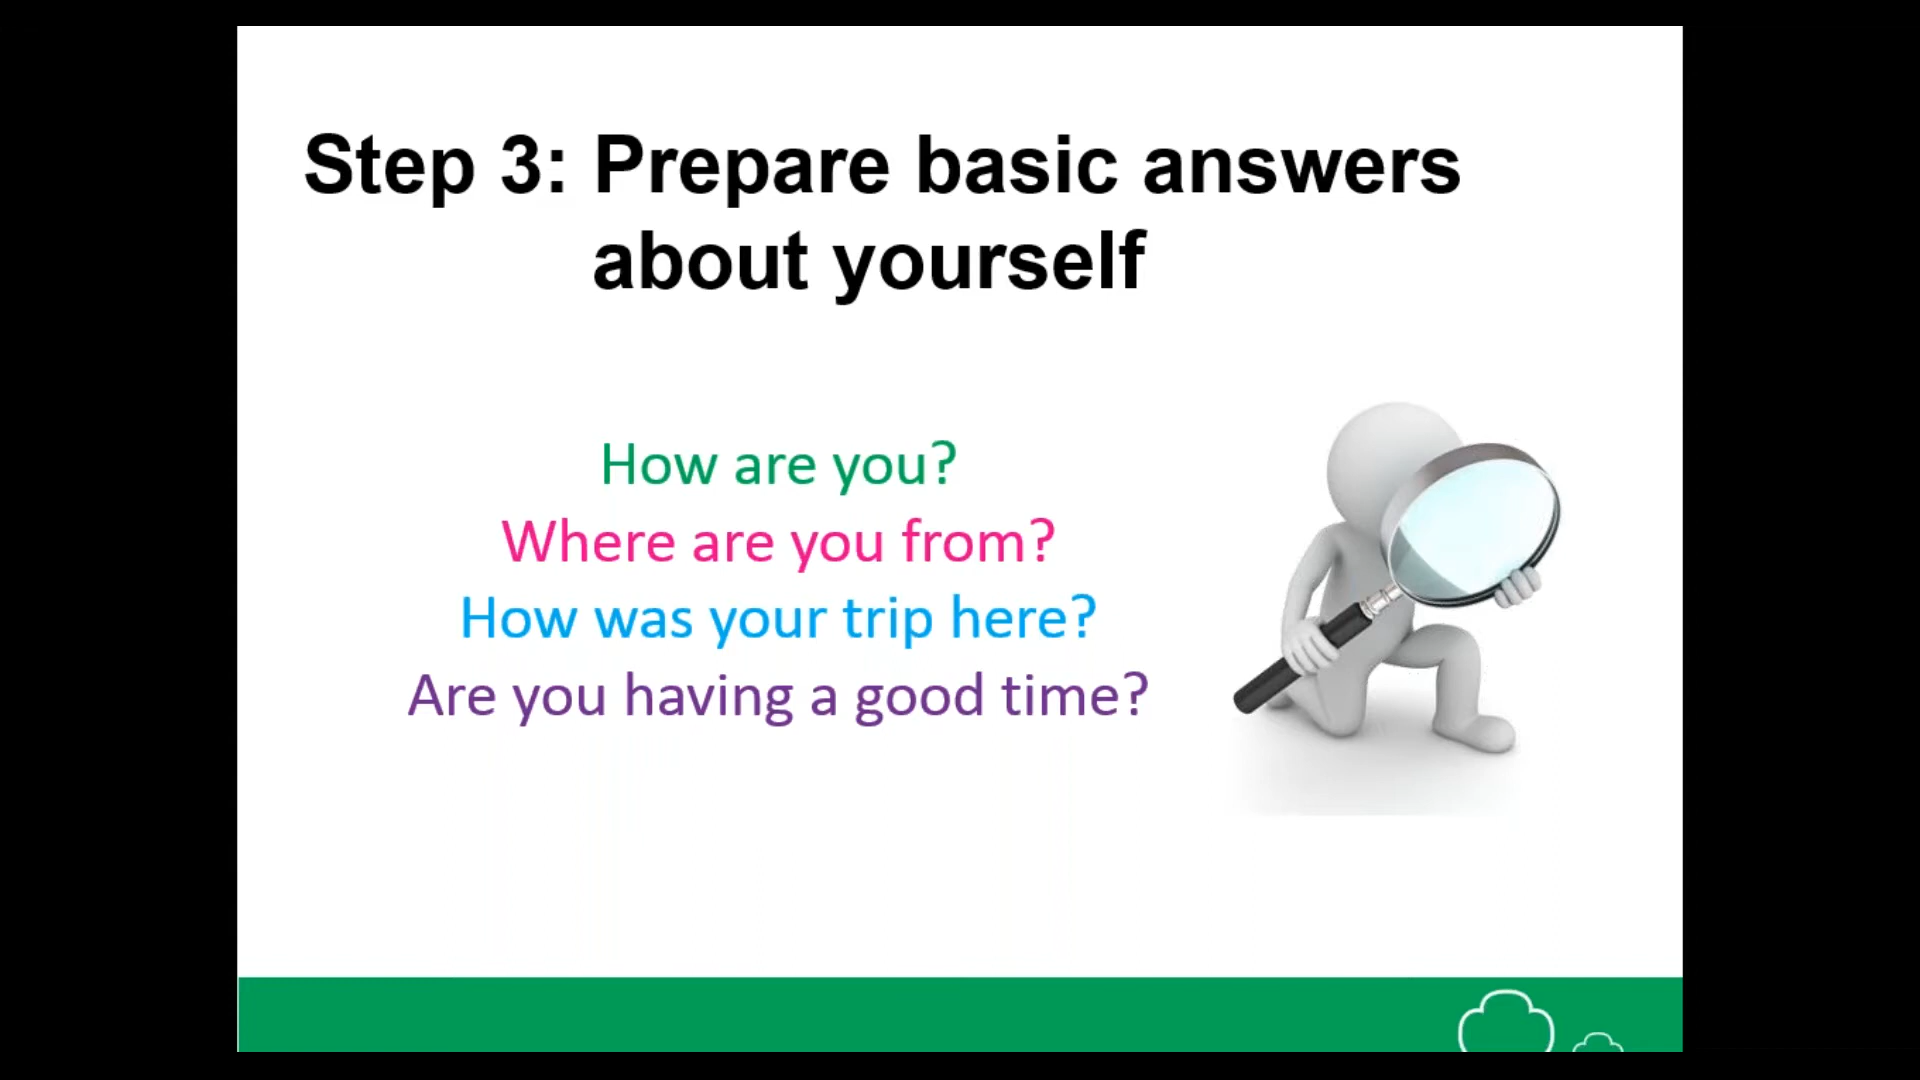 Step 3: Prepare basic answers
about yourself
How are you?
Where are you from?
How was your trip here?
Are you having a good time?